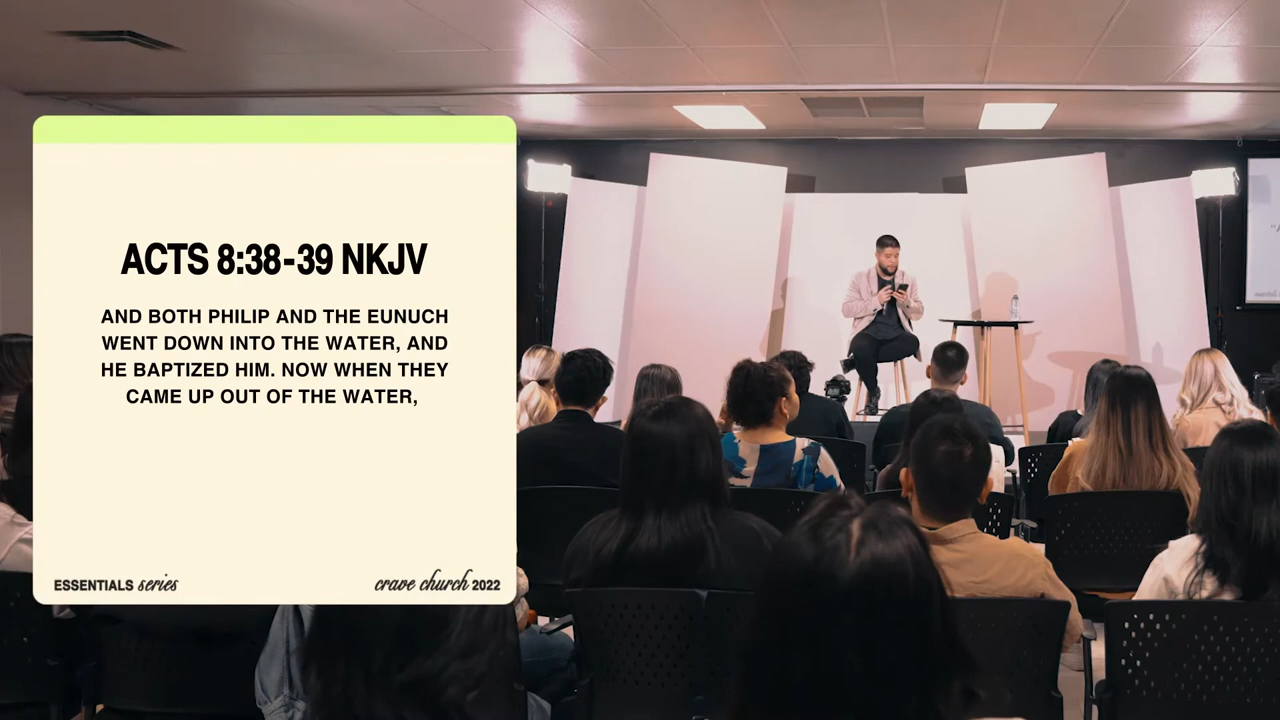 ACTS 8:38-39 NKJV
AND BOTH PHILIP AND THE EUNUCH
WENT DOWN INTO THE WATER, AND
HE BAPTIZED HIM. NOW WHEN THEY
CAME UP OUT OF THE WATER,
ESSENTIALS series
crave church 2022